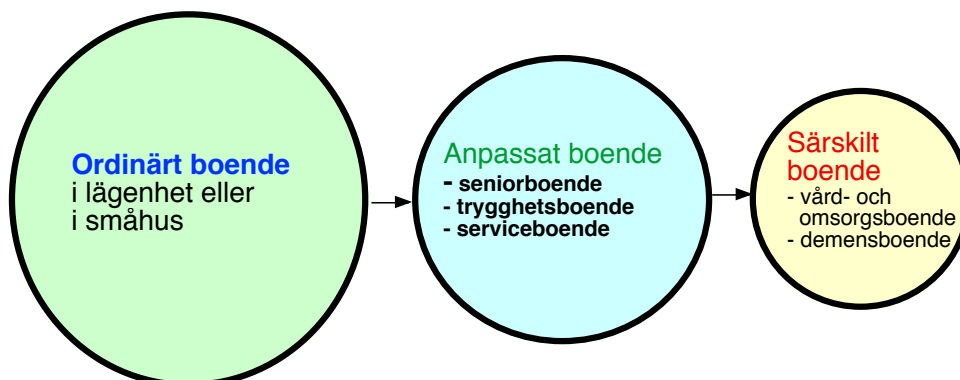 Ordinärt boende
i lägenhet eller
i småhus
Anpassat boende
- seniorboende
- trygghetsboende
- serviceboende
Särskilt
boende
- vård- och
omsorgsboende
- demensboende